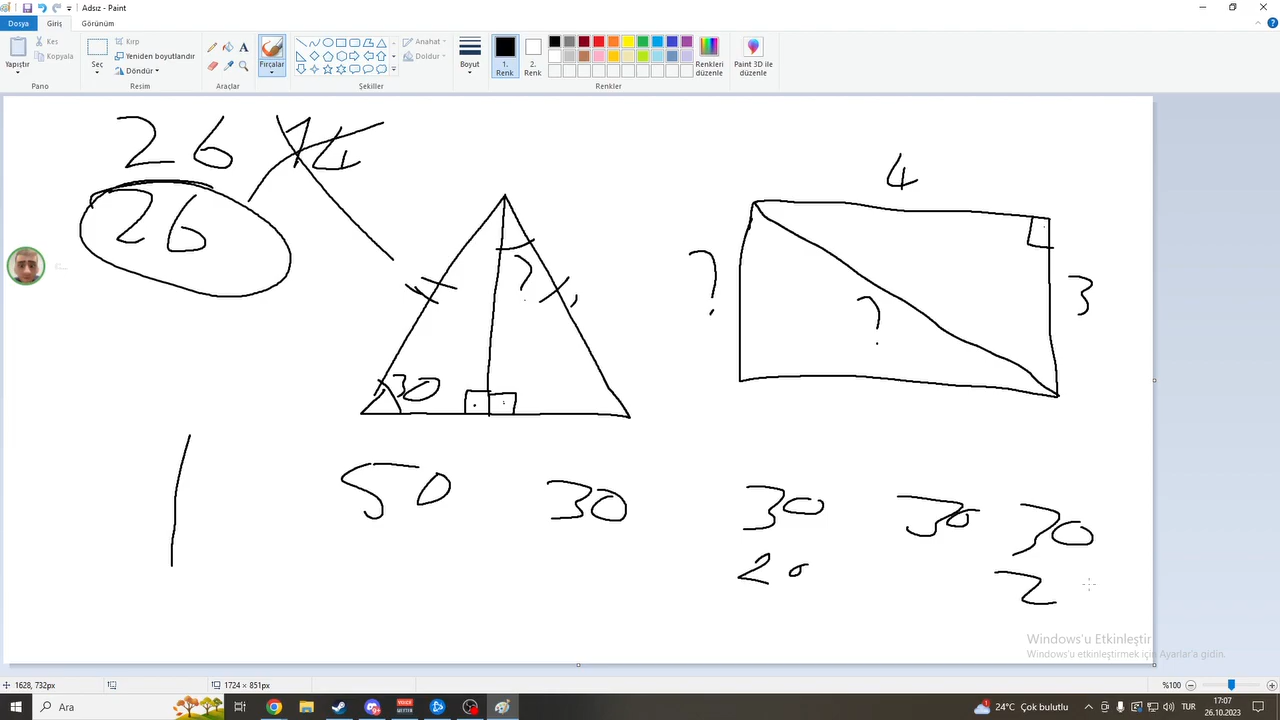 Adsız - Paint
Dosya
Giriş
Görünüm
Yapıştır
Kes
Kopyala
Pano
Seç
Kırp
Yeniden boyutlandır
Döndür
Resim
Araçlar
Fırçalar
Şekiller
Anahat
Doldur
Boyut
1. Renk
2. Renk
Renkler
Renkleri düzenle
Paint 3D ile düzenle
26 14
26
4
?
?
?
3
30
50 30 30 30 30
20 2
Windows'u Etkinleştir
Windows'u etkinleştirmek için Ayarlar'a gidin.
1628, 732px
1724 × 851px
%100
Ara
VOICE
24°C Çok bulutlu
TUR
17:07
26.10.2023